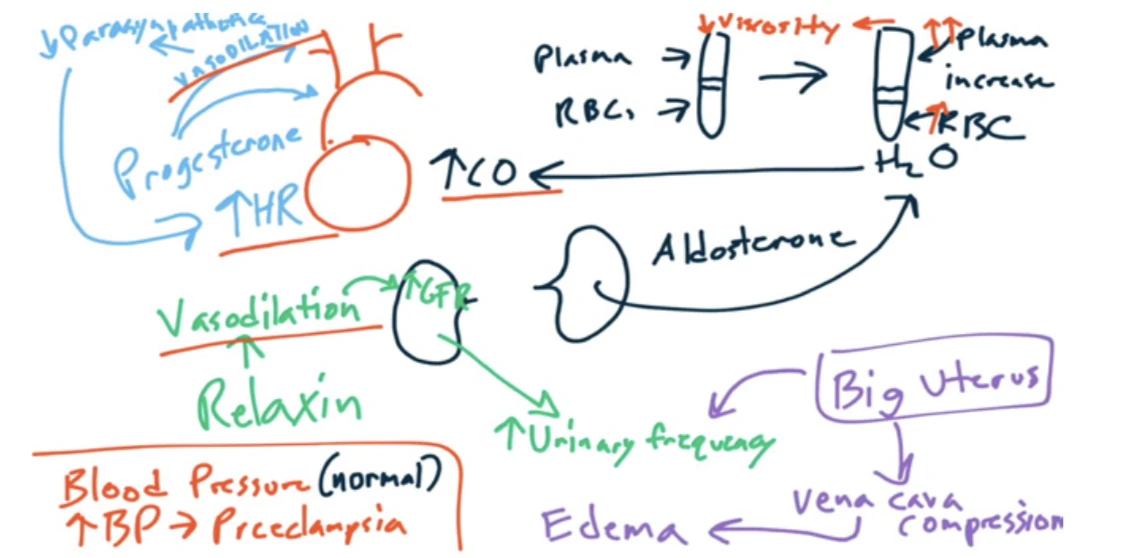 ↓Parasympathetic
VASODILATION
Progesterone
↑HR
↓Viscosity ←
Plasma →
RBCs →
→
↑↑Plasma
increase
↑RBC
H₂O
↑CO ←
Aldosterone
Vasodilation
↑GFR
Relaxin
↑Urinary frequency
Big Uterus
Vena cava
compression
Edema ←
Blood Pressure (normal)
↑BP → Preeclampsia